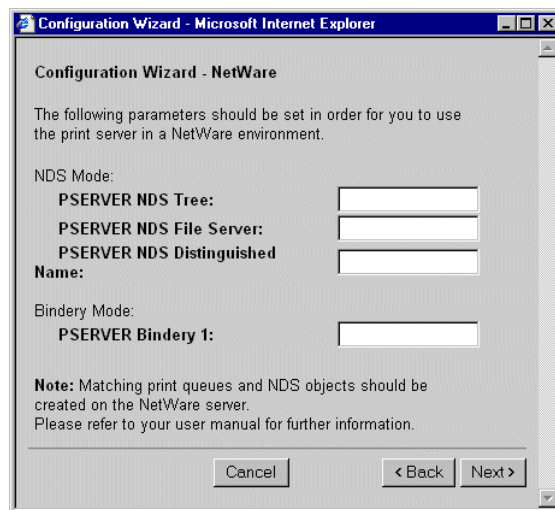 Configuration Wizard - Microsoft Internet Explorer
Configuration Wizard - NetWare
The following parameters should be set in order for you to use
the print server in a NetWare environment.
NDS Mode:
PSERVER NDS Tree:
PSERVER NDS File Server:
PSERVER NDS Distinguished
Name:
Bindery Mode:
PSERVER Bindery 1:
Note: Matching print queues and NDS objects should be
created on the NetWare server.
Please refer to your user manual for further information.
Cancel < Back Next >